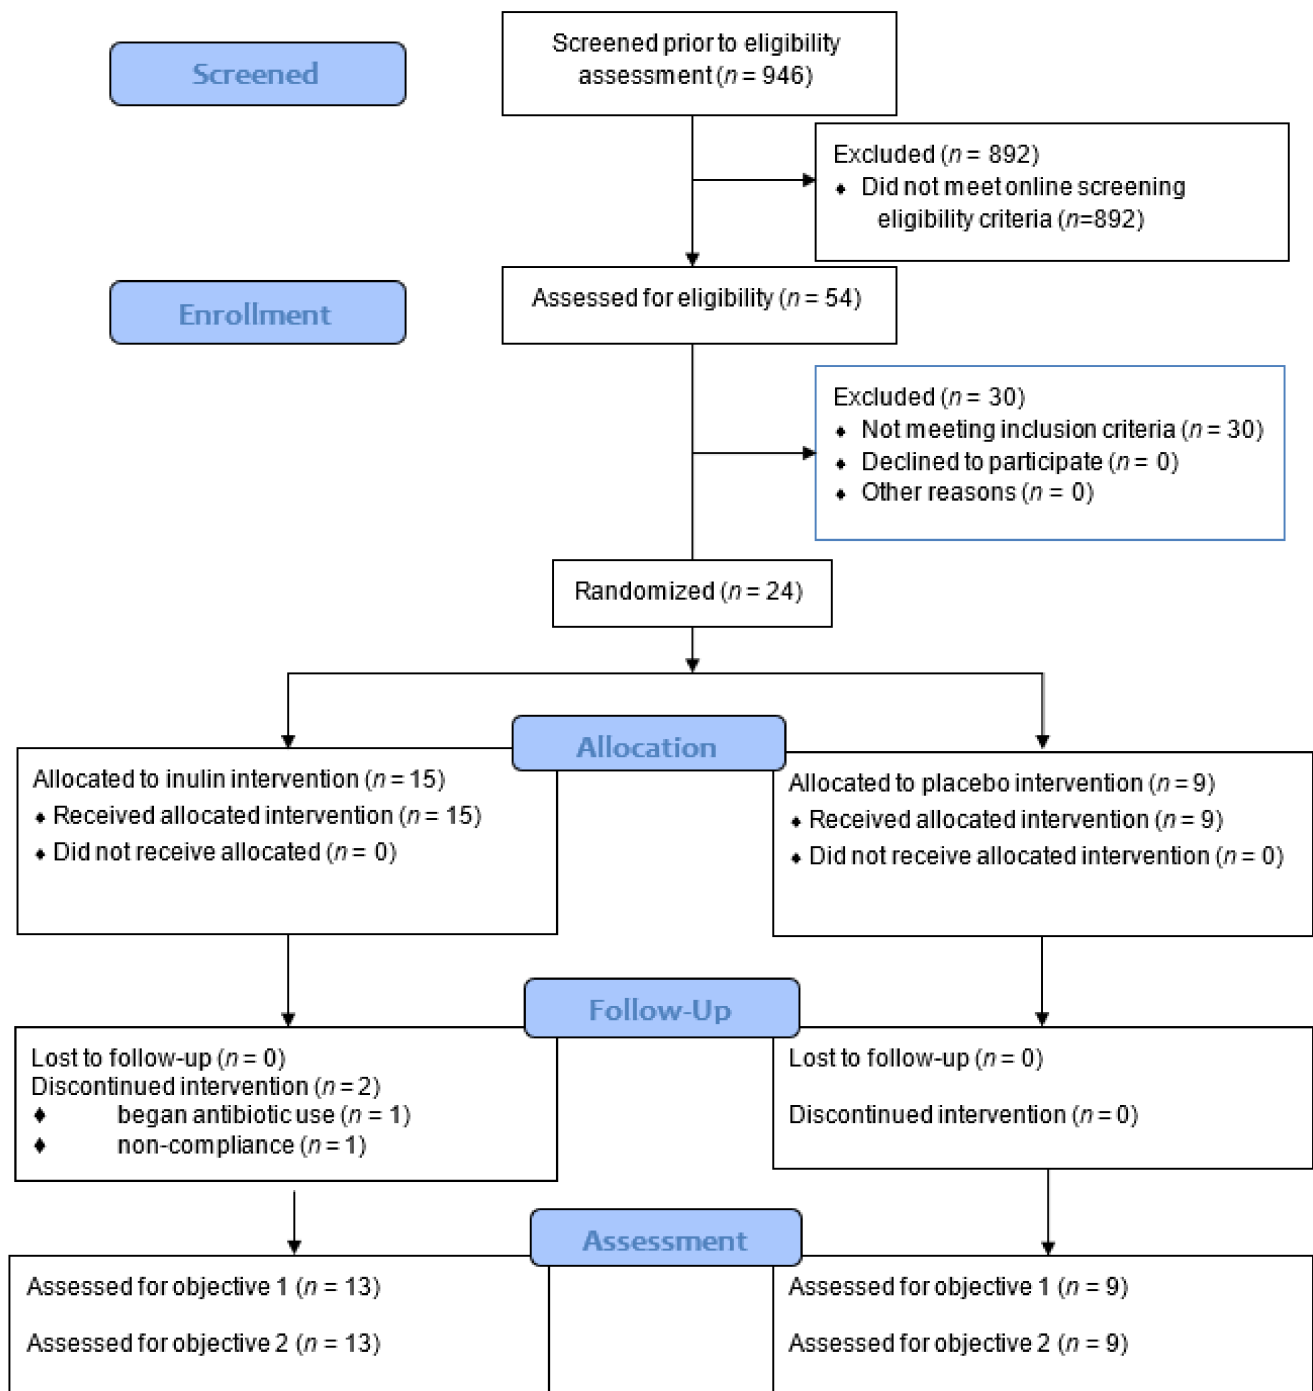 Screened
Screened prior to eligibility
assessment (n = 946)
Excluded (n = 892)
♦ Did not meet online screening
eligibility criteria (n=892)
Enrollment
Assessed for eligibility (n = 54)
Excluded (n = 30)
♦ Not meeting inclusion criteria (n = 30)
♦ Declined to participate (n = 0)
♦ Other reasons (n = 0)
Randomized (n = 24)
Allocation
Allocated to inulin intervention (n = 15)
♦ Received allocated intervention (n = 15)
♦ Did not receive allocated (n = 0)
Allocated to placebo intervention (n = 9)
♦ Received allocated intervention (n = 9)
♦ Did not receive allocated intervention (n = 0)
Follow-Up
Lost to follow-up (n = 0)
Discontinued intervention (n = 2)
♦ began antibiotic use (n = 1)
♦ non-compliance (n = 1)
Lost to follow-up (n = 0)
Discontinued intervention (n = 0)
Assessment
Assessed for objective 1 (n = 13)
Assessed for objective 2 (n = 13)
Assessed for objective 1 (n = 9)
Assessed for objective 2 (n = 9)